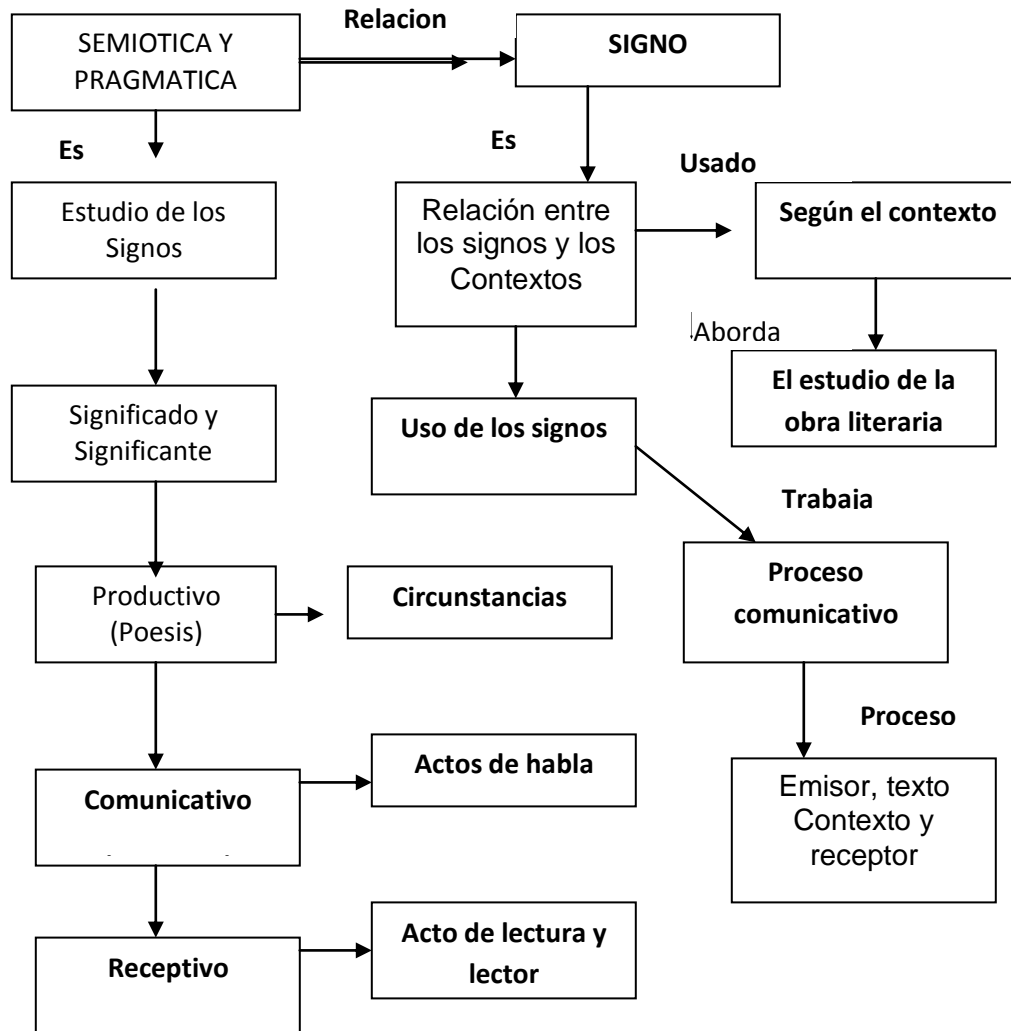 Relacion
SEMIOTICA Y
PRAGMATICA
SIGNO
Es
Es
Usado
Estudio de los
Signos
Relación entre
los signos y los
Contextos
Según el contexto
Aborda
El estudio de la
obra literaria
Significado y
Significante
Uso de los signos
Trabaja
Productivo
(Poesis)
Circunstancias
Proceso
comunicativo
Proceso
Comunicativo
Actos de habla
Emisor, texto
Contexto y
receptor
Receptivo
Acto de lectura y
lector